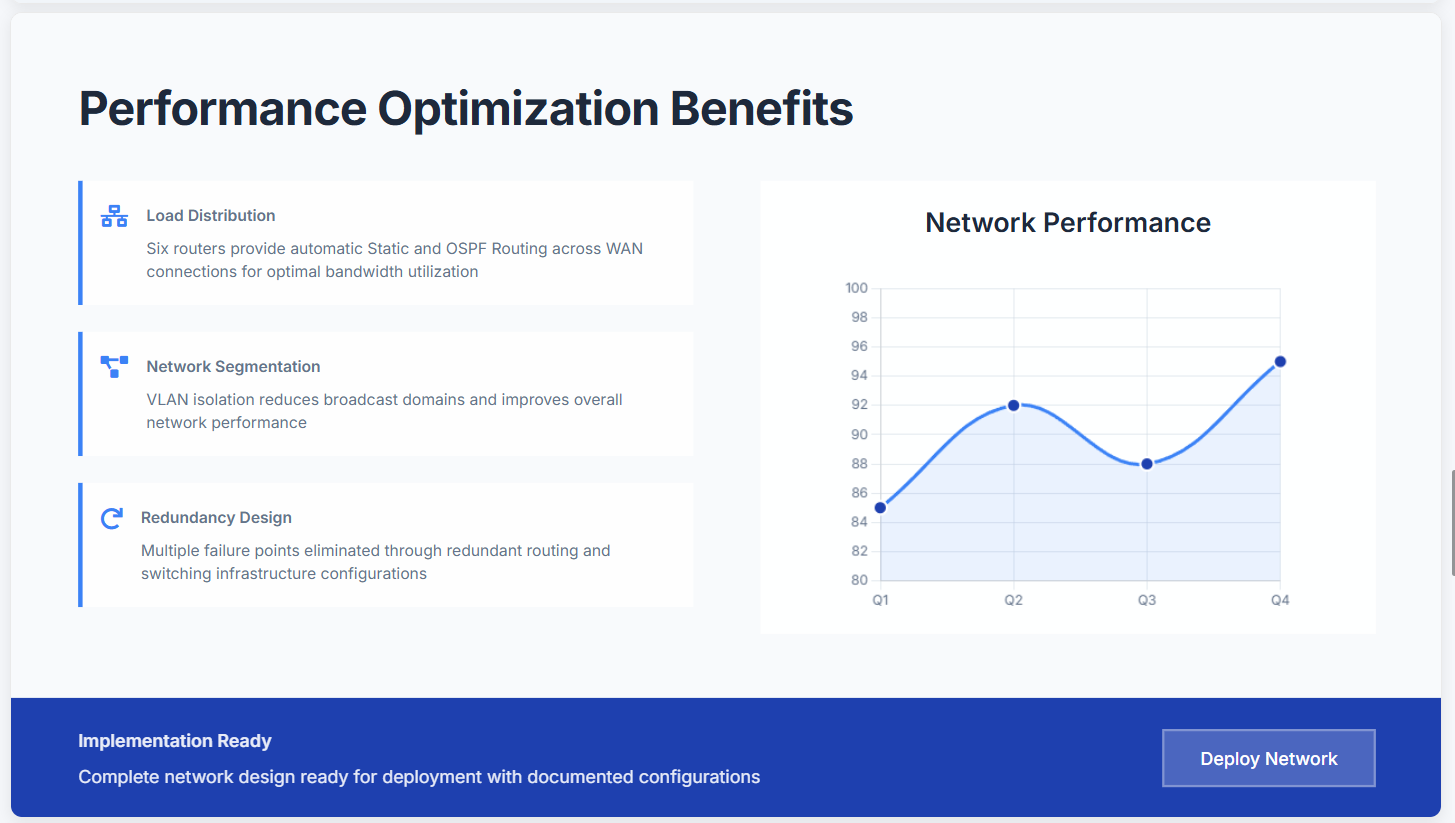 Performance Optimization Benefits
Load Distribution
Six routers provide automatic Static and OSPF Routing across WAN
connections for optimal bandwidth utilization
Network Segmentation
VLAN isolation reduces broadcast domains and improves overall
network performance
Redundancy Design
Multiple failure points eliminated through redundant routing and
switching infrastructure configurations
Network Performance
100
98
96
94
92
90
88
86
84
82
80
Q1 Q2 Q3 Q4
Implementation Ready
Complete network design ready for deployment with documented configurations
Deploy Network